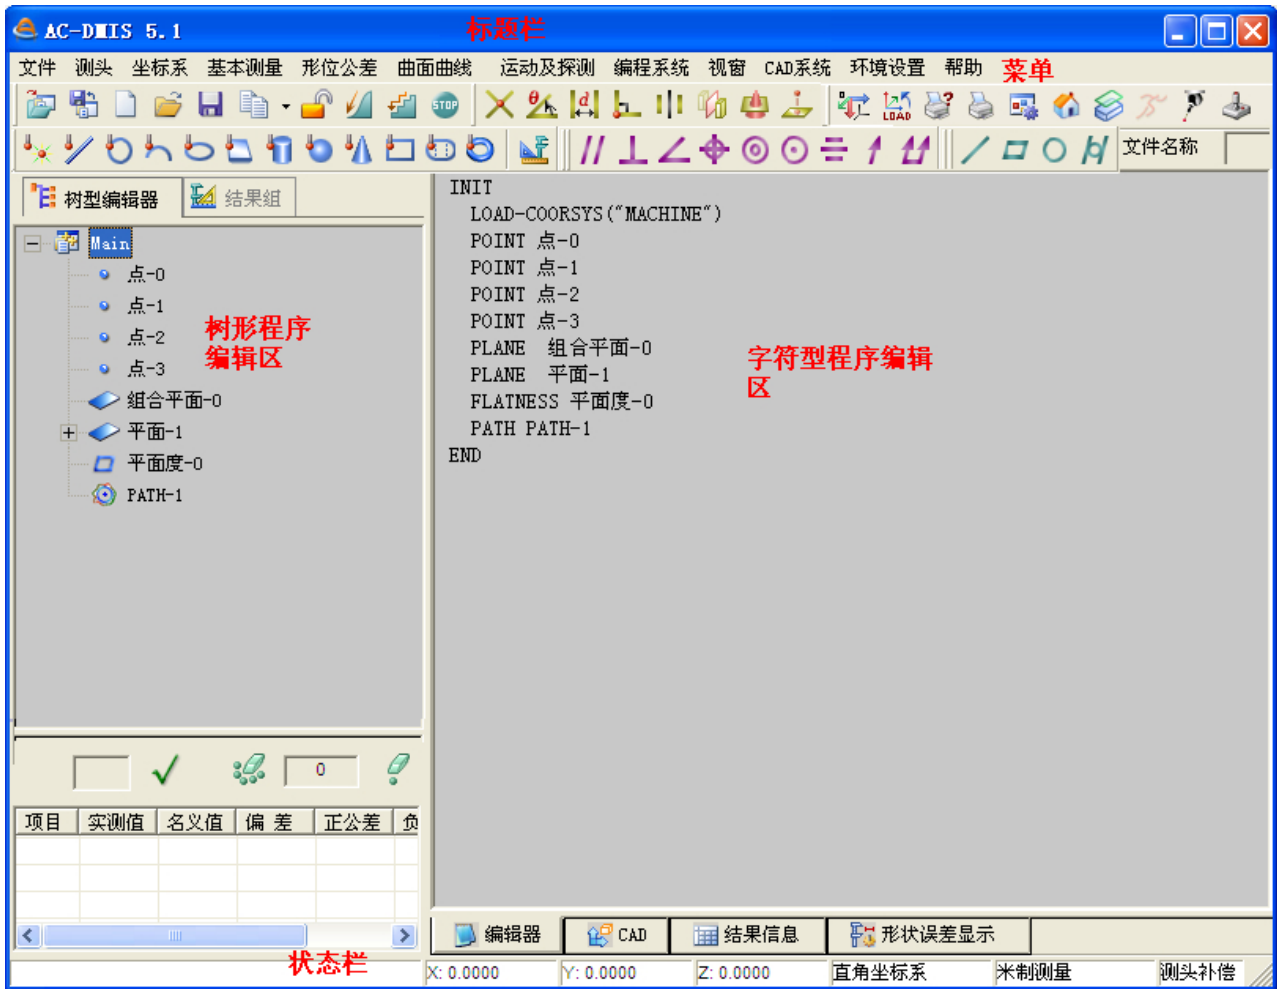 AC-DMIS 5.1
标题栏
文件 测头 坐标系 基本测量 形位公差 曲面曲线 运动及探测 编程系统 视窗 CAD系统 环境设置 帮助 菜单
STOP
θ
d
LOAD
文件名称
树型编辑器 结果组
Main
点-0
点-1
点-2
点-3
组合平面-0
平面-1
平面度-0
PATH-1
树形程序
编辑区
INIT
LOAD-COORSYS("MACHINE")
POINT 点-0
POINT 点-1
POINT 点-2
POINT 点-3
PLANE 组合平面-0
PLANE 平面-1
FLATNESS 平面度-0
PATH PATH-1
END
字符型程序编辑
区
0
项目 实测值 名义值 偏 差 正公差 负
编辑器 CAD 结果信息 形状误差显示
状态栏
X: 0.0000 Y: 0.0000 Z: 0.0000 直角坐标系 米制测量 测头补偿